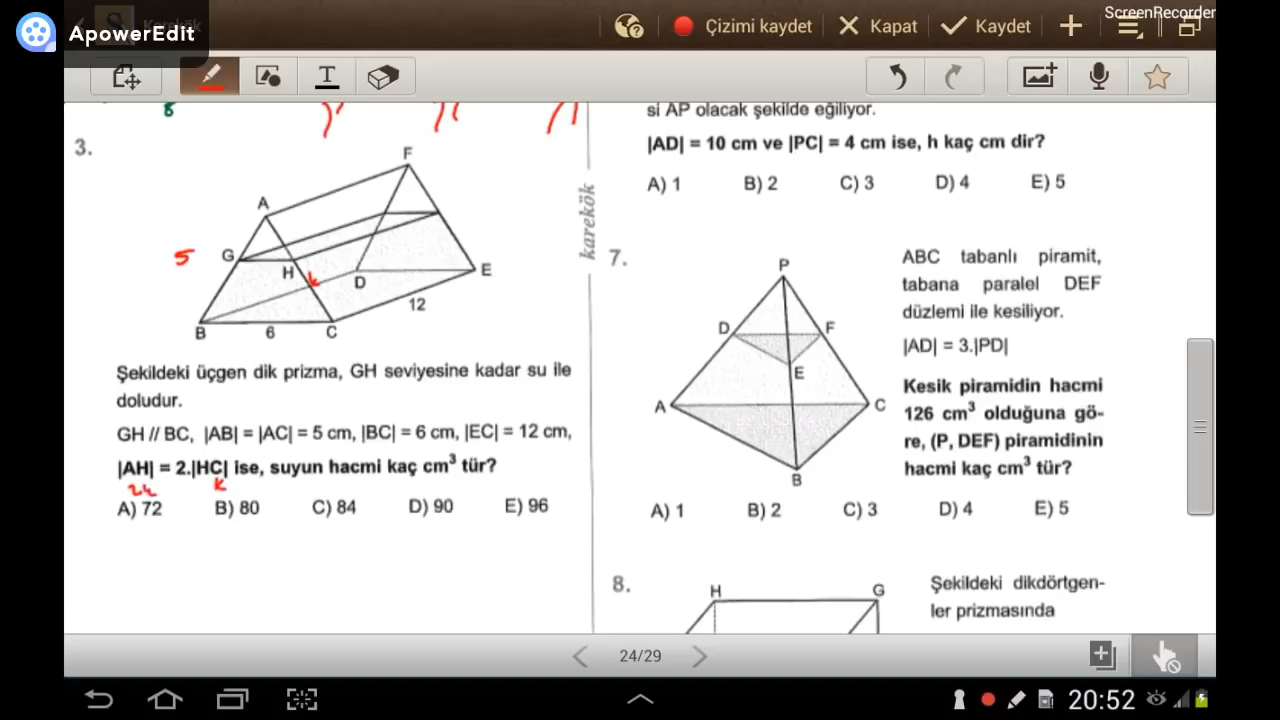 ScreenRecorder
ApowerEdit
Çizimi kaydet
Kapat
Kaydet
T
8
3.
F
A
G
5
H
k
D
E
12
B
6
C
Şekildeki üçgen dik prizma, GH seviyesine kadar su ile
doludur.
GH // BC, |AB| = |AC| = 5 cm, |BC| = 6 cm, |EC| = 12 cm,
|AH| = 2.|HC| ise, suyun hacmi kaç cm³ tür?
2k
k
A) 72 B) 80 C) 84 D) 90 E) 96
karekök
si AP olacak şekilde eğiliyor.
|AD| = 10 cm ve |PC| = 4 cm ise, h kaç cm dir?
A) 1 B) 2 C) 3 D) 4 E) 5
7.
P
D
F
E
A
C
B
ABC tabanlı piramit,
tabana paralel DEF
düzlemi ile kesiliyor.
|AD| = 3.|PD|
Kesik piramidin hacmi
126 cm³ olduğuna gö-
re, (P, DEF) piramidinin
hacmi kaç cm³ tür?
A) 1 B) 2 C) 3 D) 4 E) 5
8.
H
G
Şekildeki dikdörtgen-
ler prizmasında
24/29
20:52